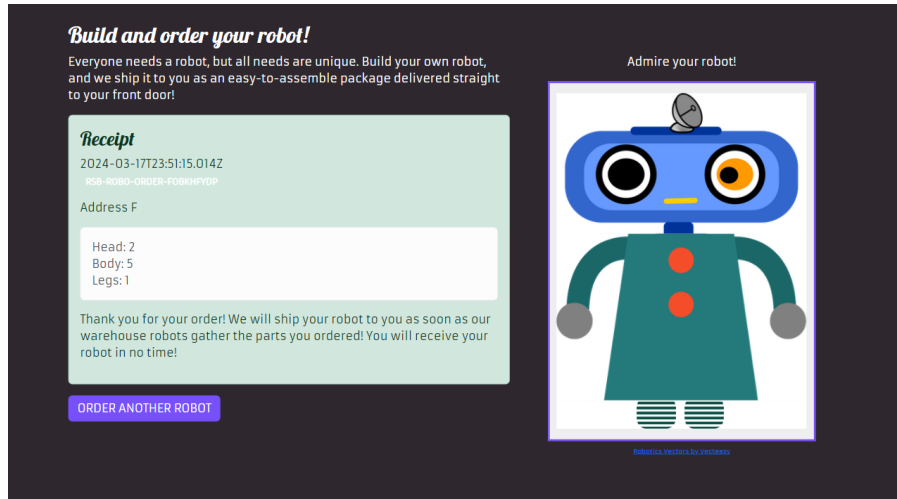 Build and order your robot!
Everyone needs a robot, but all needs are unique. Build your own robot,
and we ship it to you as an easy-to-assemble package delivered straight
to your front door!
Receipt
2024-03-17T23:51:15.014Z
RSB-ROBO-ORDER-FOBKHFYDP
Address F
Head: 2
Body: 5
Legs: 1
Thank you for your order! We will ship your robot to you as soon as our
warehouse robots gather the parts you ordered! You will receive your
robot in no time!
ORDER ANOTHER ROBOT
Admire your robot!
Robotics Vectors by Vecteezy